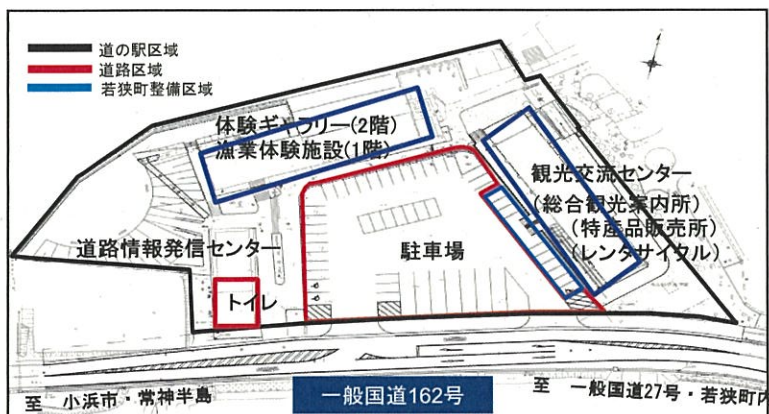 道の駅区域
道路区域
若狭町整備区域
体験ギャラリー(2階)
漁業体験施設(1階)
観光交流センター
(総合観光案内所)
(特産品販売所)
(レンタサイクル)
道路情報発信センター
駐車場
トイレ
至 小浜市・常神半島
一般国道162号
至 一般国道27号・若狭町内